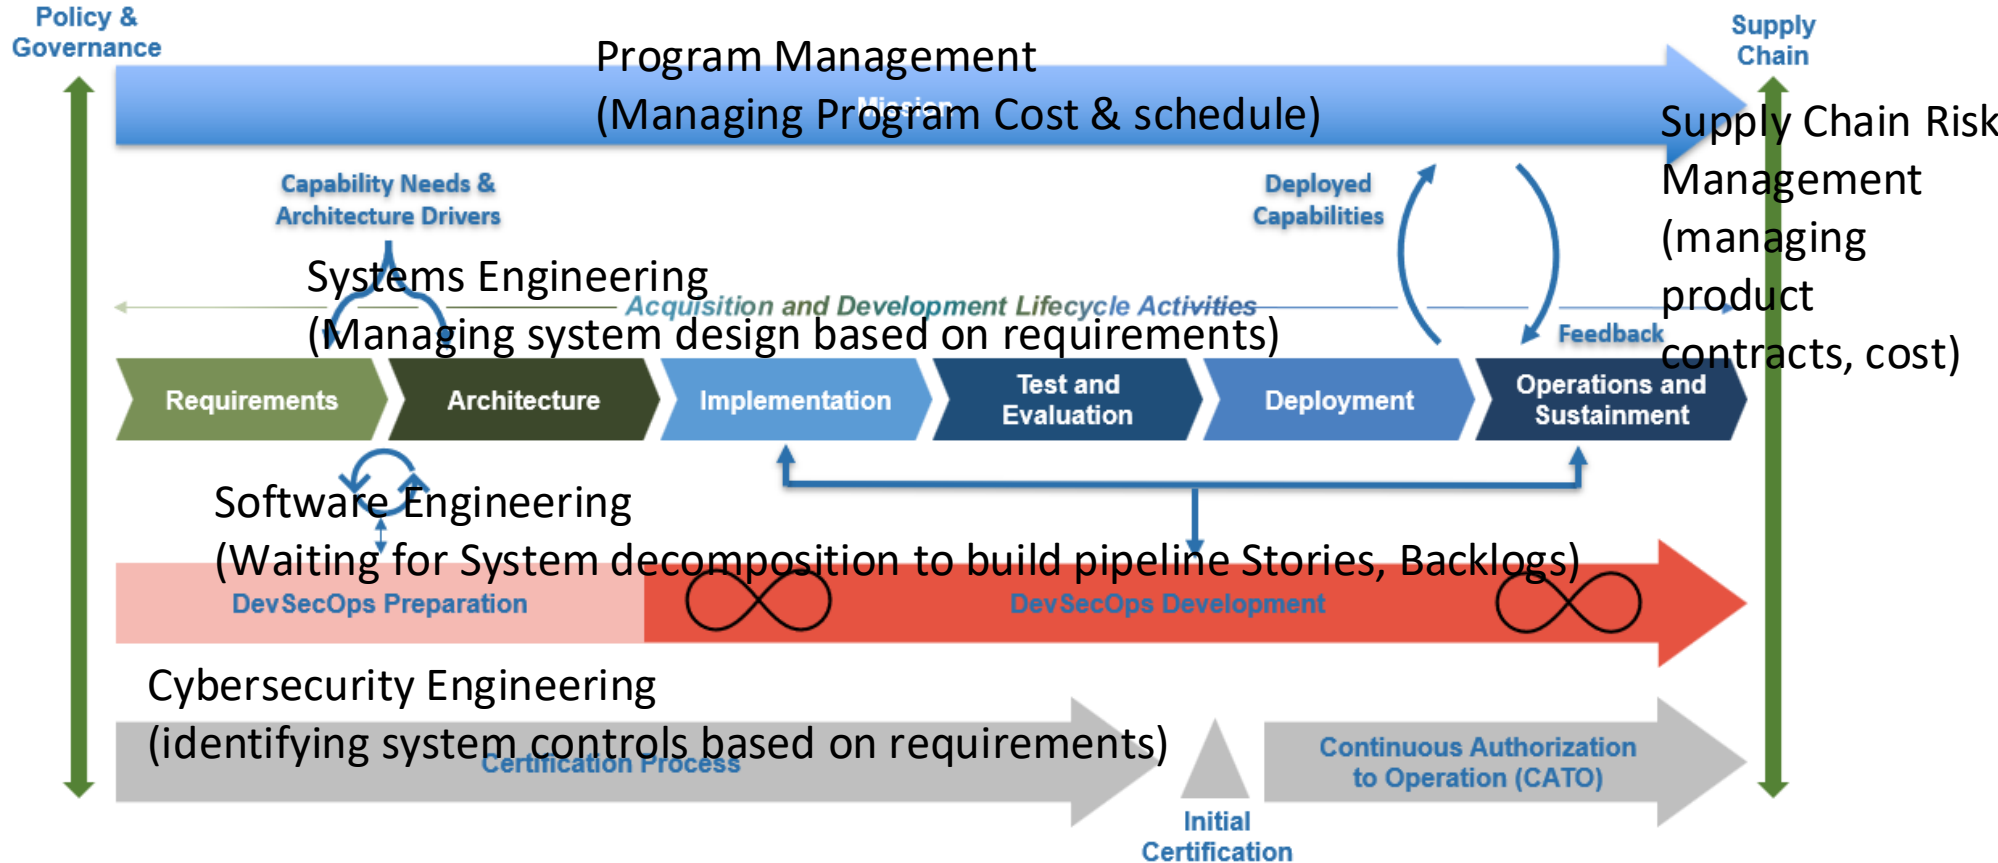 Policy &
Governance
Supply
Chain
Program Management
(Managing Program Cost & schedule)
Mission
Supply Chain Risk
Management
(managing
product
contracts, cost)
Capability Needs &
Architecture Drivers
Deployed
Capabilities
Systems Engineering
(Managing system design based on requirements)
Acquisition and Development Lifecycle Activities
Feedback
Requirements
Architecture
Implementation
Test and
Evaluation
Deployment
Operations and
Sustainment
Software Engineering
(Waiting for System decomposition to build pipeline Stories, Backlogs)
DevSecOps Preparation
DevSecOps Development
Cybersecurity Engineering
(identifying system controls based on requirements)
Certification Process
Continuous Authorization
to Operation (CATO)
Initial
Certification